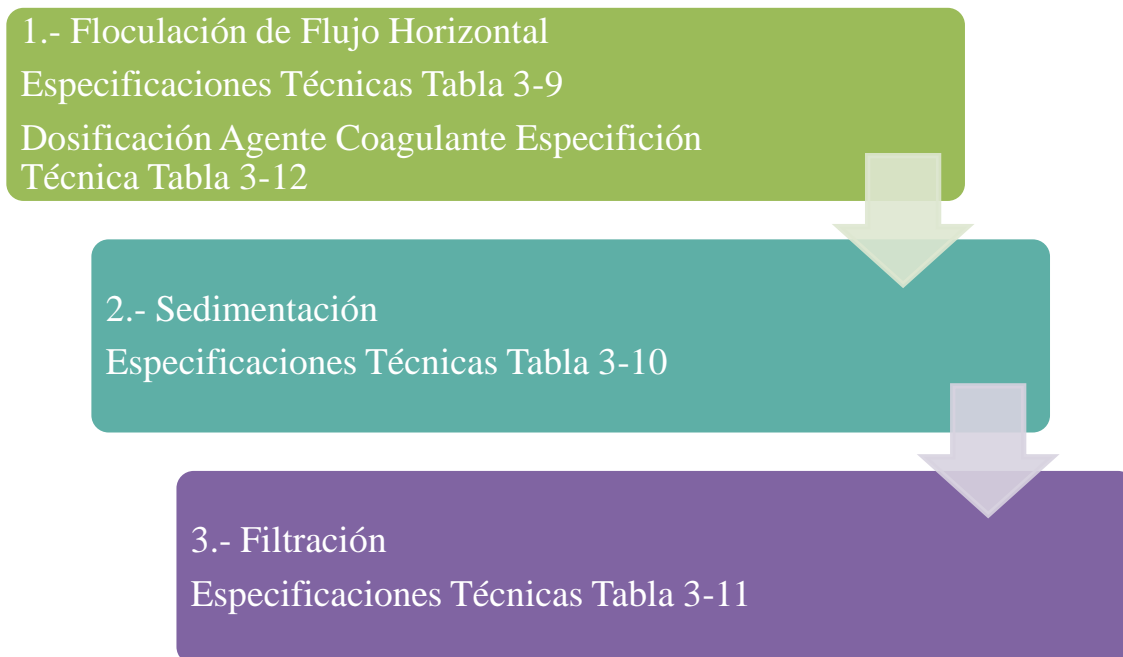 1.- Floculación de Flujo Horizontal
Especificaciones Técnicas Tabla 3-9
Dosificación Agente Coagulante Especifición
Técnica Tabla 3-12
2.- Sedimentación
Especificaciones Técnicas Tabla 3-10
3.- Filtración
Especificaciones Técnicas Tabla 3-11